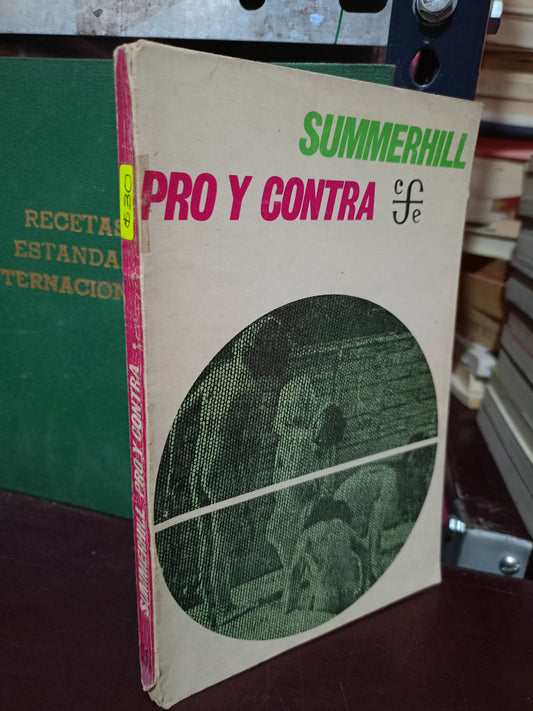 SUMMERHILL
PRO Y CONTRA
cfe
$30
SUMMERHILL, PRO Y CONTRA
RECETAS
ESTANDA
TERNACION